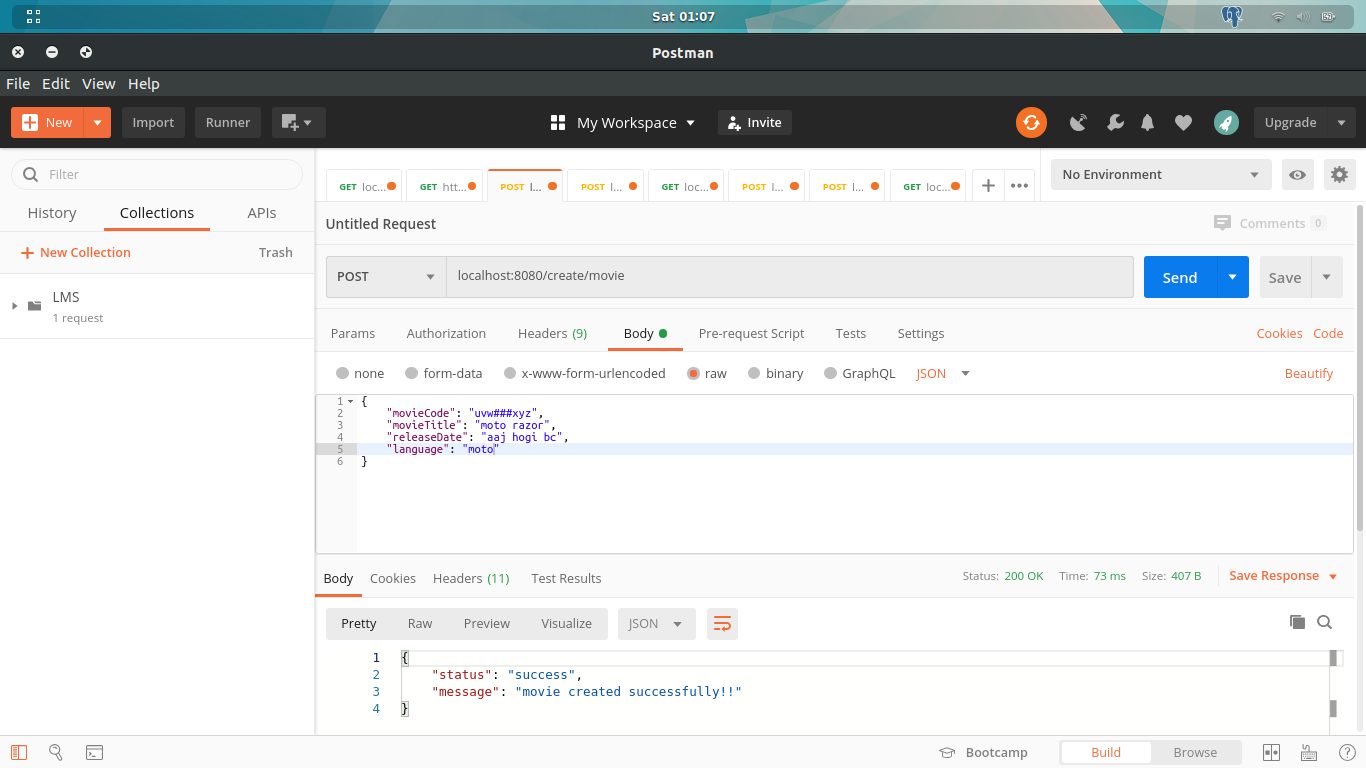 Sat 01:07
Postman
File Edit View Help
New Import Runner My Workspace Invite Upgrade
Filter
History Collections APIs
New Collection Trash
LMS
1 request
GET loc... GET htt... POST l... POST l... GET loc... POST l... POST l... GET loc... No Environment
Untitled Request Comments 0
POST localhost:8080/create/movie Send Save
Params Authorization Headers (9) Body Pre-request Script Tests Settings Cookies Code
none form-data x-www-form-urlencoded raw binary GraphQL JSON Beautify
1 {
2 "movieCode": "uvw###xyz",
3 "movieTitle": "moto razor",
4 "releaseDate": "aaj hogi bc",
5 "language": "moto"
6 }
Body Cookies Headers (11) Test Results Status: 200 OK Time: 73 ms Size: 407 B Save Response
Pretty Raw Preview Visualize JSON
1 {
2 "status": "success",
3 "message": "movie created successfully!!"
4 }
Bootcamp Build Browse